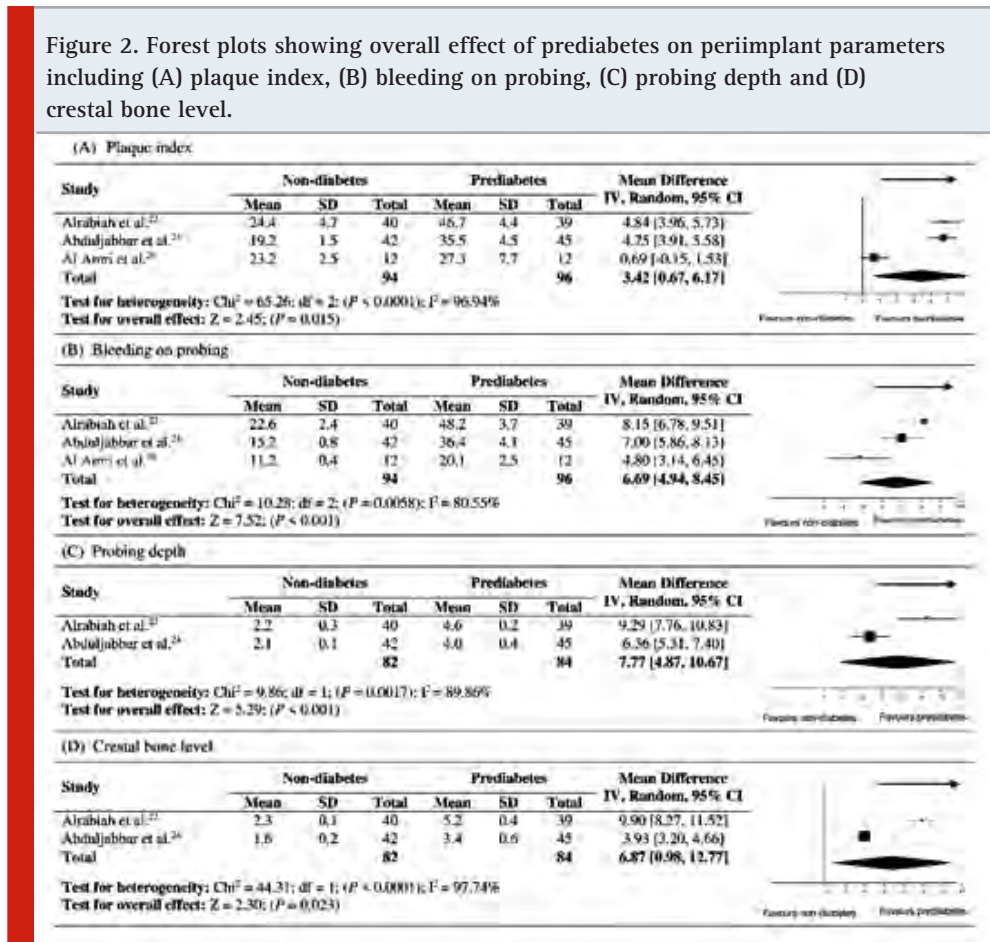 Figure 2. Forest plots showing overall effect of prediabetes on periimplant parameters
including (A) plaque index, (B) bleeding on probing, (C) probing depth and (D)
crestal bone level.
(A) Plaque index
Study Non-diabetes Prediabetes Mean Difference
Mean SD Total Mean SD Total IV, Random, 95% CI
Alrabiah et al. 24.4 4.7 40 46.7 4.4 39 4.84 [3.96, 5.73]
Abduljabbar et al. 19.2 1.5 42 35.5 4.5 45 4.75 [3.91, 5.58]
Al Amri et al. 23.2 2.5 12 27.3 7.7 12 0.69 [-0.15, 1.53]
Total 94 96 3.42 [0.67, 6.17]
Test for heterogeneity: Chi² = 65.26; df = 2; (P < 0.0001); I² = 96.94%
Test for overall effect: Z = 2.45; (P = 0.015)
Favours non-diabetes Favours prediabetes
(B) Bleeding on probing
Study Non-diabetes Prediabetes Mean Difference
Mean SD Total Mean SD Total IV, Random, 95% CI
Alrabiah et al. 22.6 2.4 40 48.2 3.7 39 8.15 [6.78, 9.51]
Abduljabbar et al. 15.2 0.8 42 36.4 4.1 45 7.00 [5.86, 8.13]
Al Amri et al. 11.2 0.4 12 20.1 2.5 12 4.80 [3.14, 6.45]
Total 94 96 6.69 [4.94, 8.45]
Test for heterogeneity: Chi² = 10.28; df = 2; (P = 0.0058); I² = 80.55%
Test for overall effect: Z = 7.52; (P < 0.001)
Favours non-diabetes Favours prediabetes
(C) Probing depth
Study Non-diabetes Prediabetes Mean Difference
Mean SD Total Mean SD Total IV, Random, 95% CI
Alrabiah et al. 2.2 0.3 40 4.6 0.2 39 9.29 [7.76, 10.83]
Abduljabbar et al. 2.1 0.1 42 4.0 0.4 45 6.36 [5.31, 7.40]
Total 82 84 7.77 [4.87, 10.67]
Test for heterogeneity: Chi² = 9.86; df = 1; (P = 0.0017); I² = 89.86%
Test for overall effect: Z = 5.29; (P < 0.001)
Favours non-diabetes Favours prediabetes
(D) Crestal bone level
Study Non-diabetes Prediabetes Mean Difference
Mean SD Total Mean SD Total IV, Random, 95% CI
Alrabiah et al. 2.3 0.1 40 5.2 0.4 39 9.90 [8.27, 11.52]
Abduljabbar et al. 1.6 0.2 42 3.4 0.6 45 3.93 [3.20, 4.66]
Total 82 84 6.87 [0.98, 12.77]
Test for heterogeneity: Chi² = 44.31; df = 1; (P < 0.0001); I² = 97.74%
Test for overall effect: Z = 2.30; (P = 0.023)
Favours non-diabetes Favours prediabetes